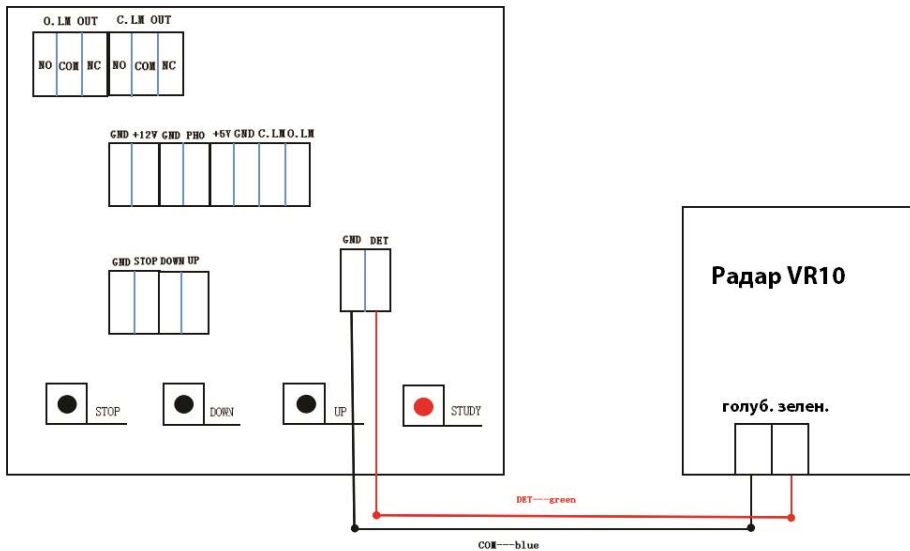 O.LM OUT C.LM OUT
NO COM NC NO COM NC
GND +12V GND PHO +5V GND C.LM O.LM
GND DET
GND STOP DOWN UP
Радар VR10
STOP DOWN UP STUDY
голуб. зелен.
DET---green
COM---blue